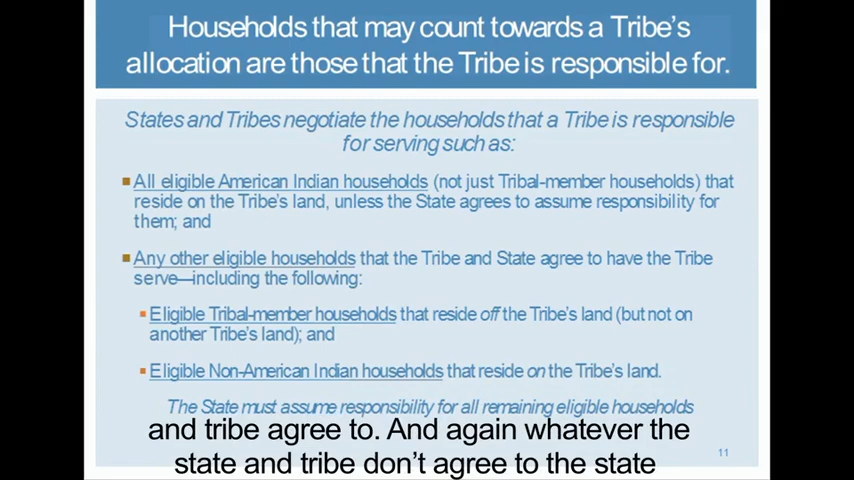 Households that may count towards a Tribe's
allocation are those that the Tribe is responsible for.
States and Tribes negotiate the households that a Tribe is responsible
for serving such as:
All eligible American Indian households (not just Tribal-member households) that
reside on the Tribe's land, unless the State agrees to assume responsibility for
them; and
Any other eligible households that the Tribe and State agree to have the Tribe
serve—including the following:
Eligible Tribal-member households that reside off the Tribe's land (but not on
another Tribe's land); and
Eligible Non-American Indian households that reside on the Tribe's land.
The State must assume responsibility for all remaining eligible households
and tribe agree to. And again whatever the
state and tribe don't agree to the state
11